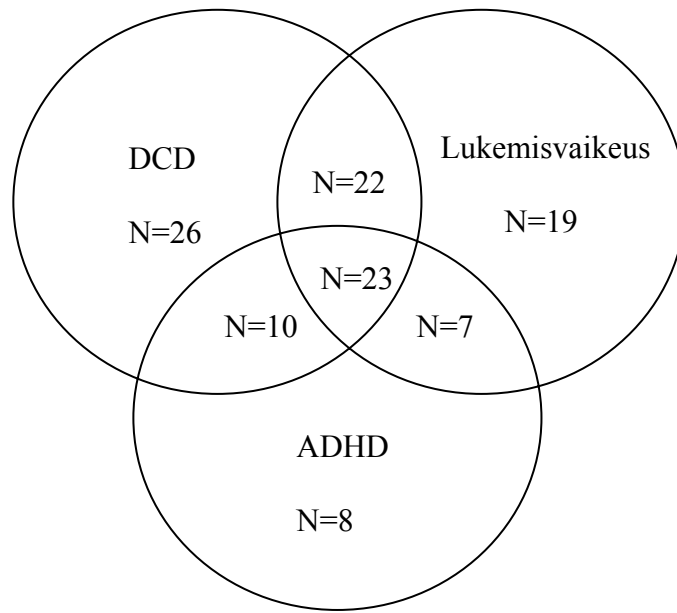 DCD
Lukemisvaikeus
N=22
N=26
N=19
N=23
N=10
N=7
ADHD
N=8